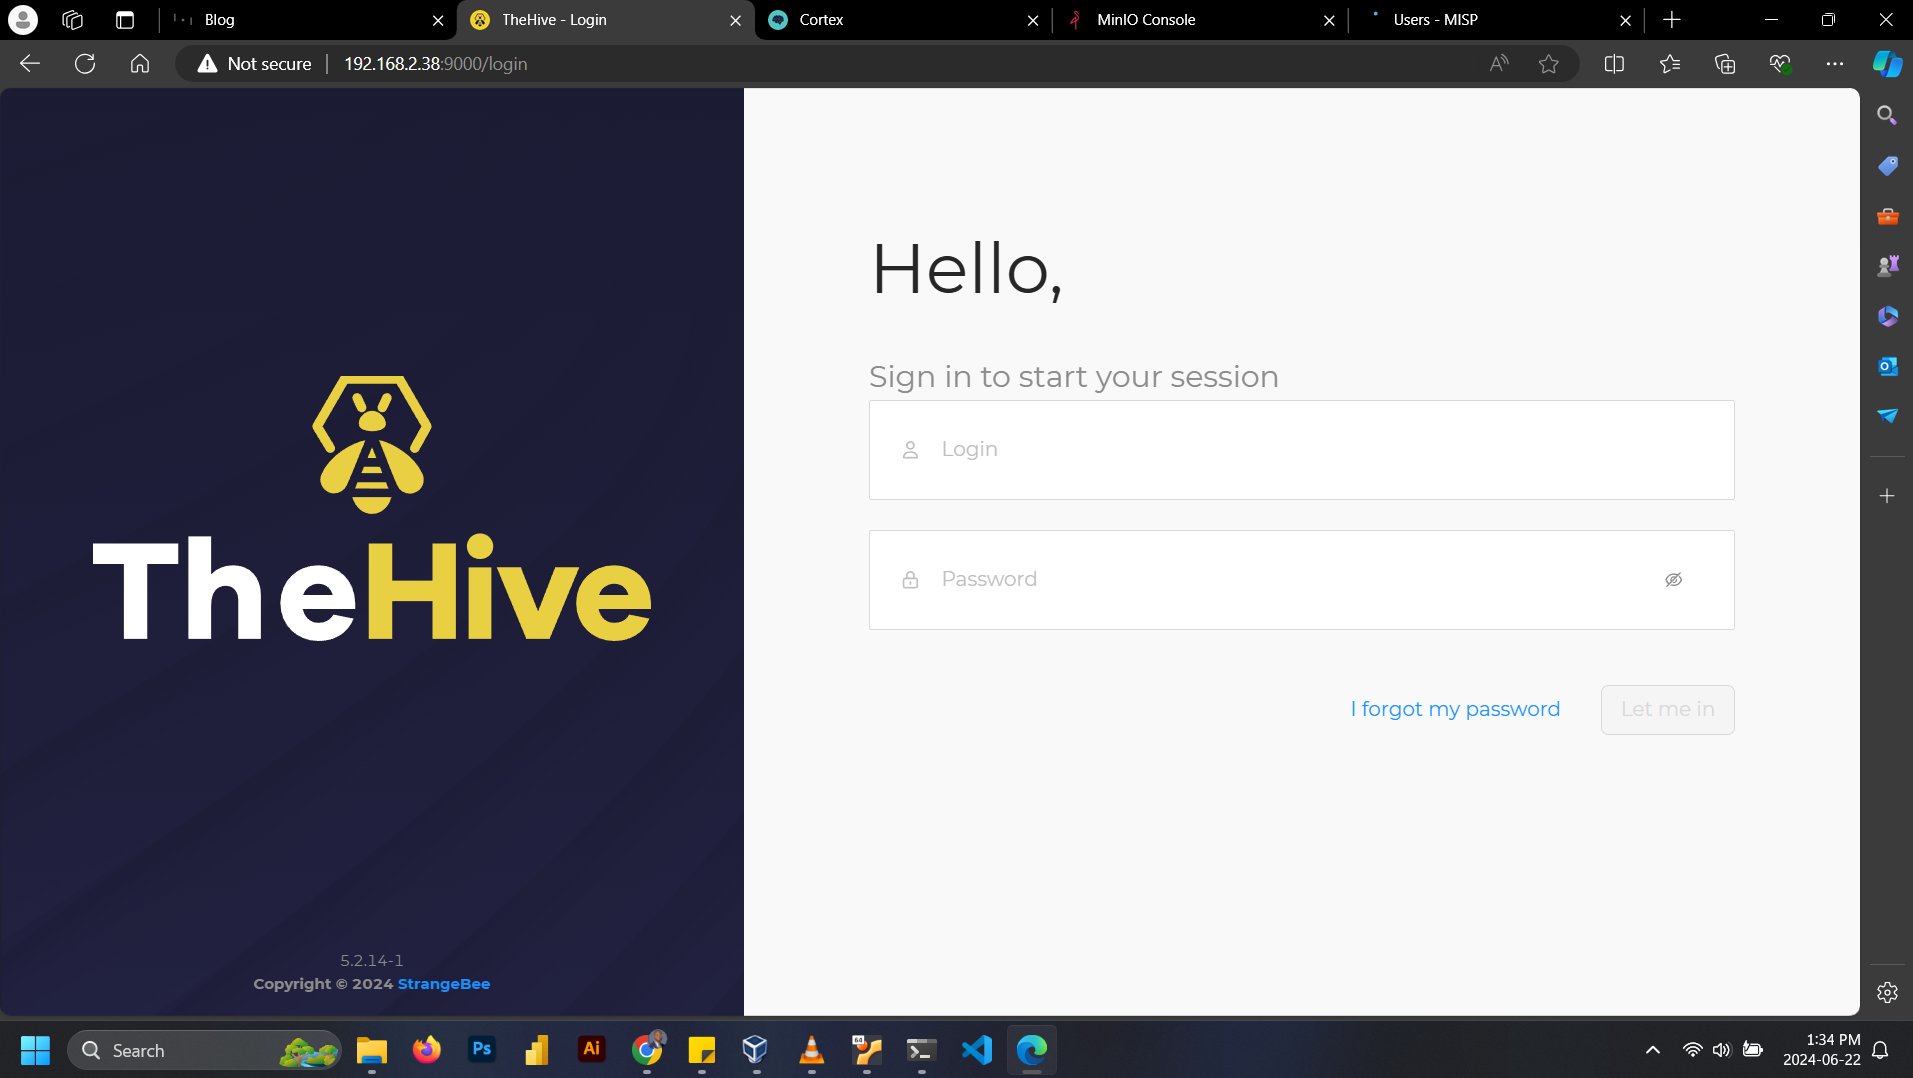 Blog
TheHive - Login
Cortex
MinIO Console
Users - MISP
Not secure
192.168.2.38:9000/login
Hello,
Sign in to start your session
Login
Password
I forgot my password
Let me in
TheHive
5.2.14-1
Copyright © 2024 StrangeBee
Search
Ps
Ai
64
1:34 PM
2024-06-22